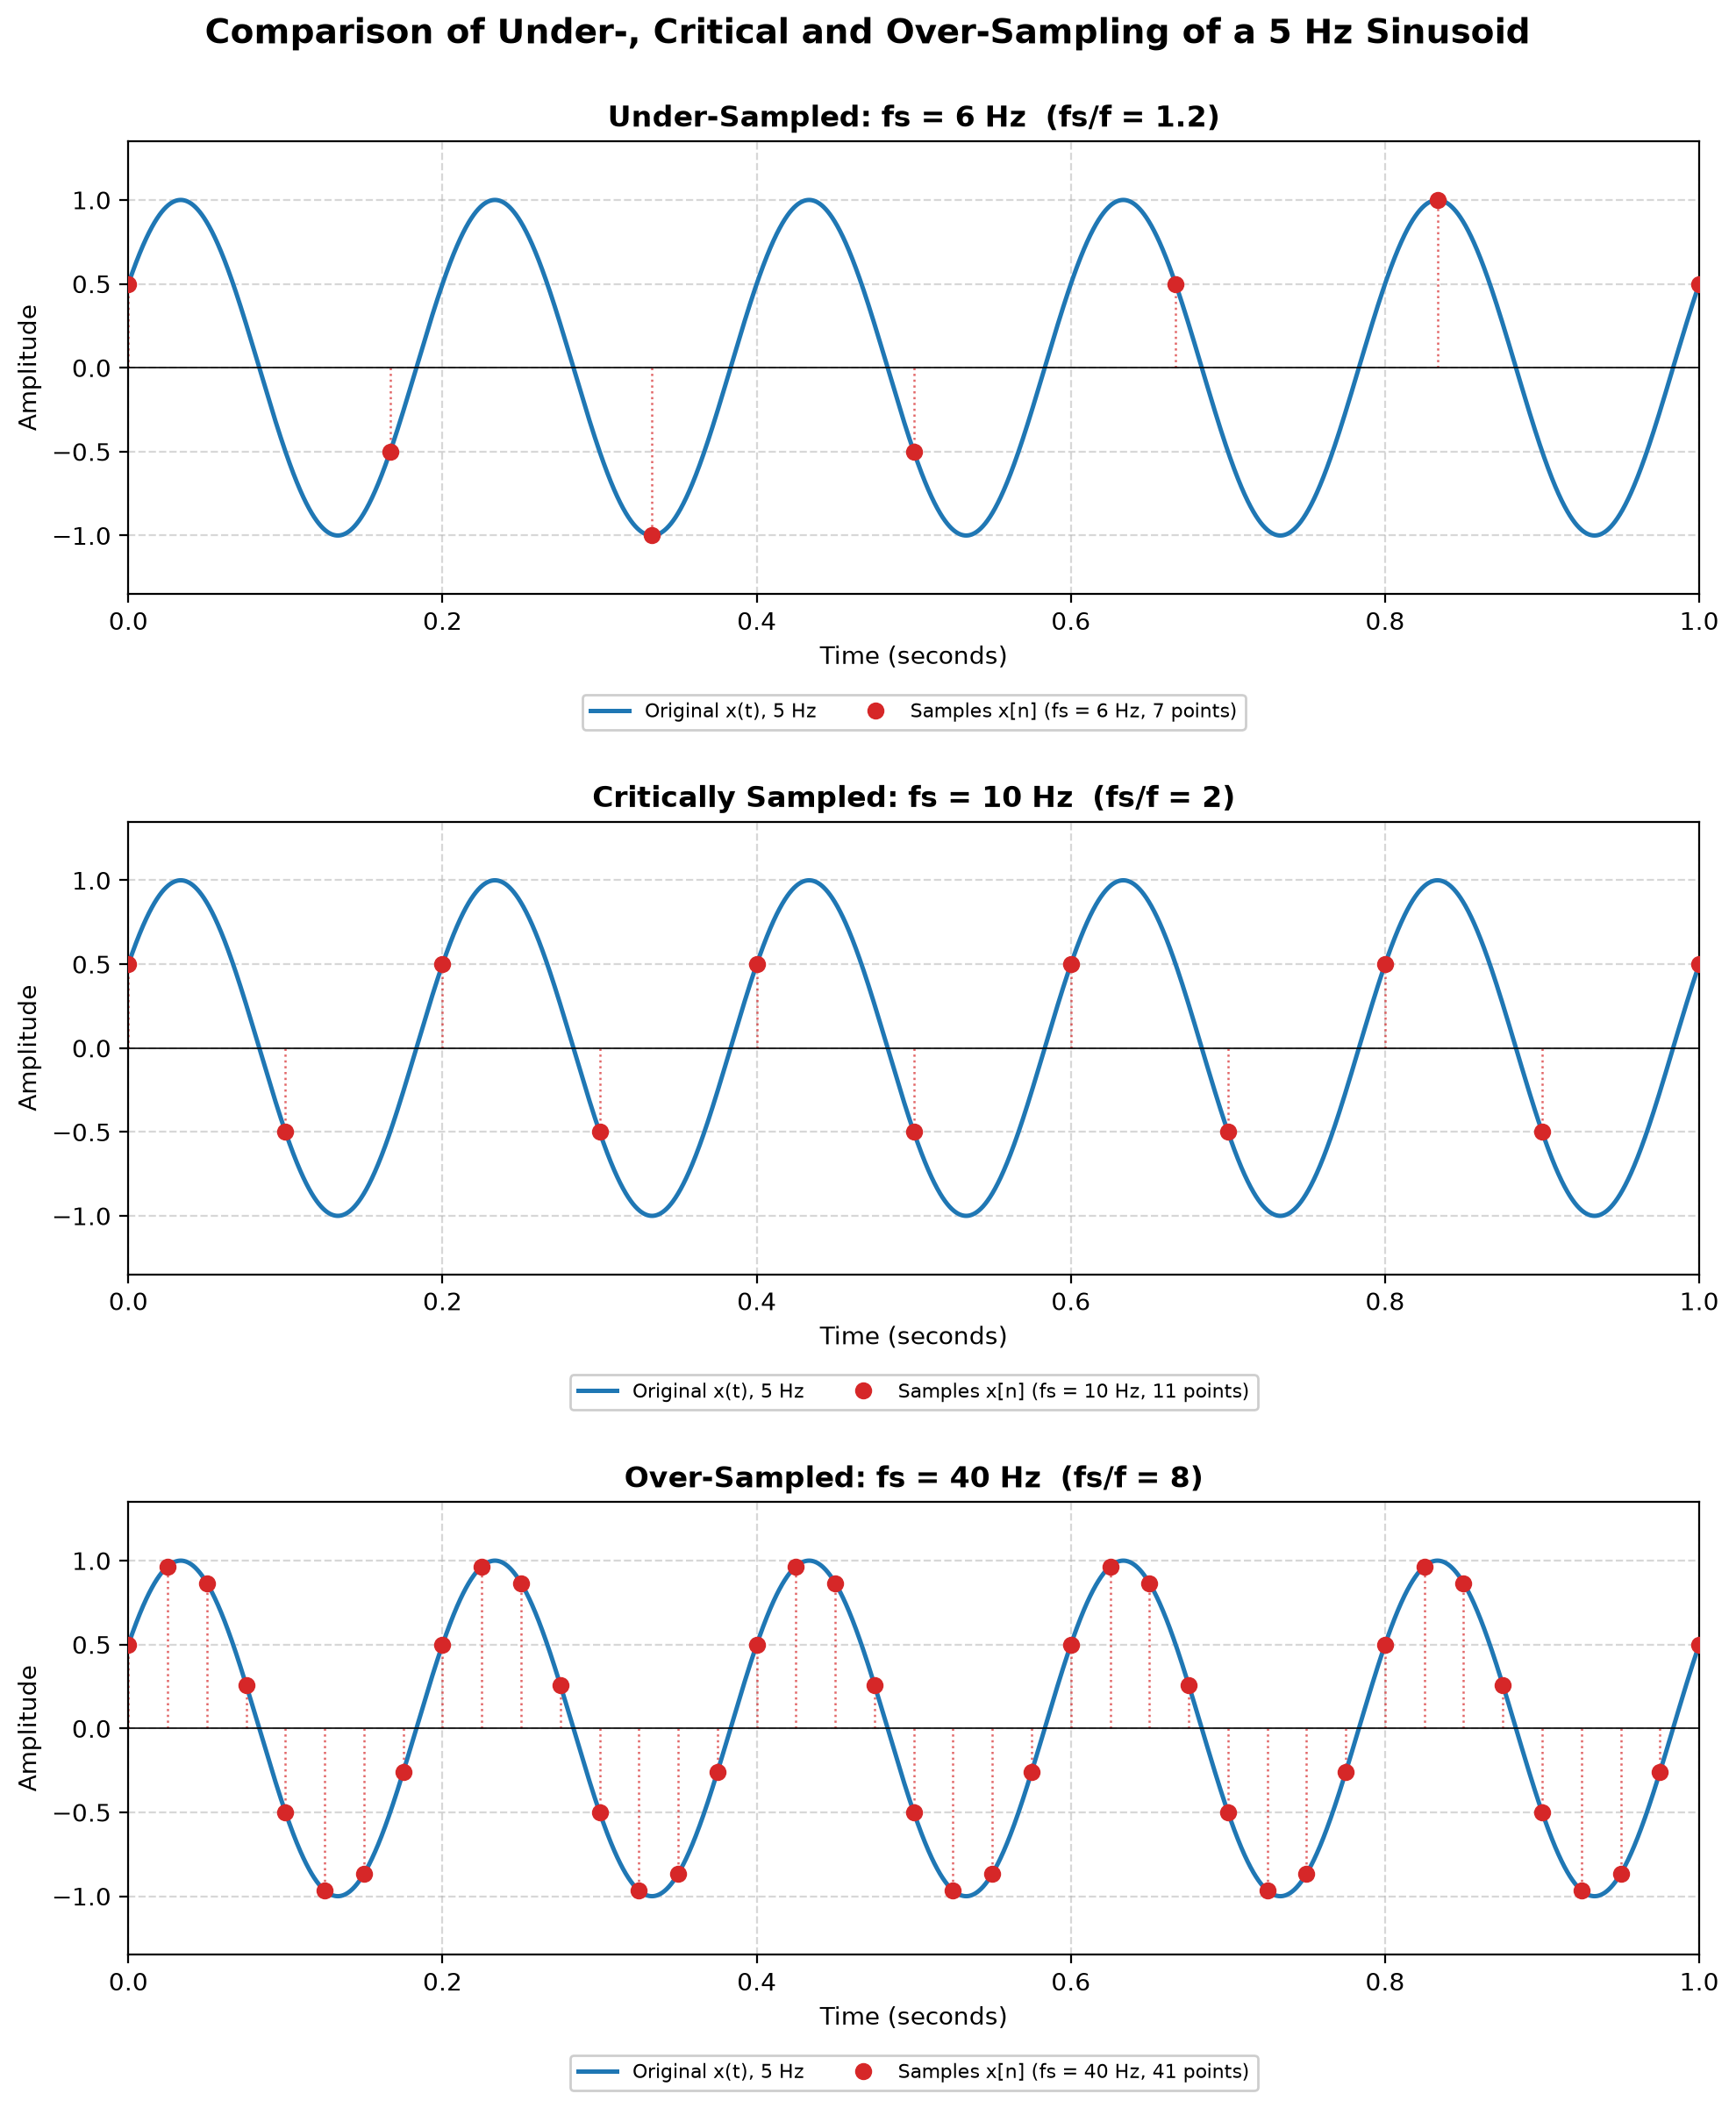 Comparison of Under-, Critical and Over-Sampling of a 5 Hz Sinusoid
Under-Sampled: fs = 6 Hz  (fs/f = 1.2)
Amplitude
1.0
0.5
0.0
−0.5
−1.0
0.0 0.2 0.4 0.6 0.8 1.0
Time (seconds)
Original x(t), 5 Hz Samples x[n] (fs = 6 Hz, 7 points)
Critically Sampled: fs = 10 Hz  (fs/f = 2)
Amplitude
1.0
0.5
0.0
−0.5
−1.0
0.0 0.2 0.4 0.6 0.8 1.0
Time (seconds)
Original x(t), 5 Hz Samples x[n] (fs = 10 Hz, 11 points)
Over-Sampled: fs = 40 Hz  (fs/f = 8)
Amplitude
1.0
0.5
0.0
−0.5
−1.0
0.0 0.2 0.4 0.6 0.8 1.0
Time (seconds)
Original x(t), 5 Hz Samples x[n] (fs = 40 Hz, 41 points)